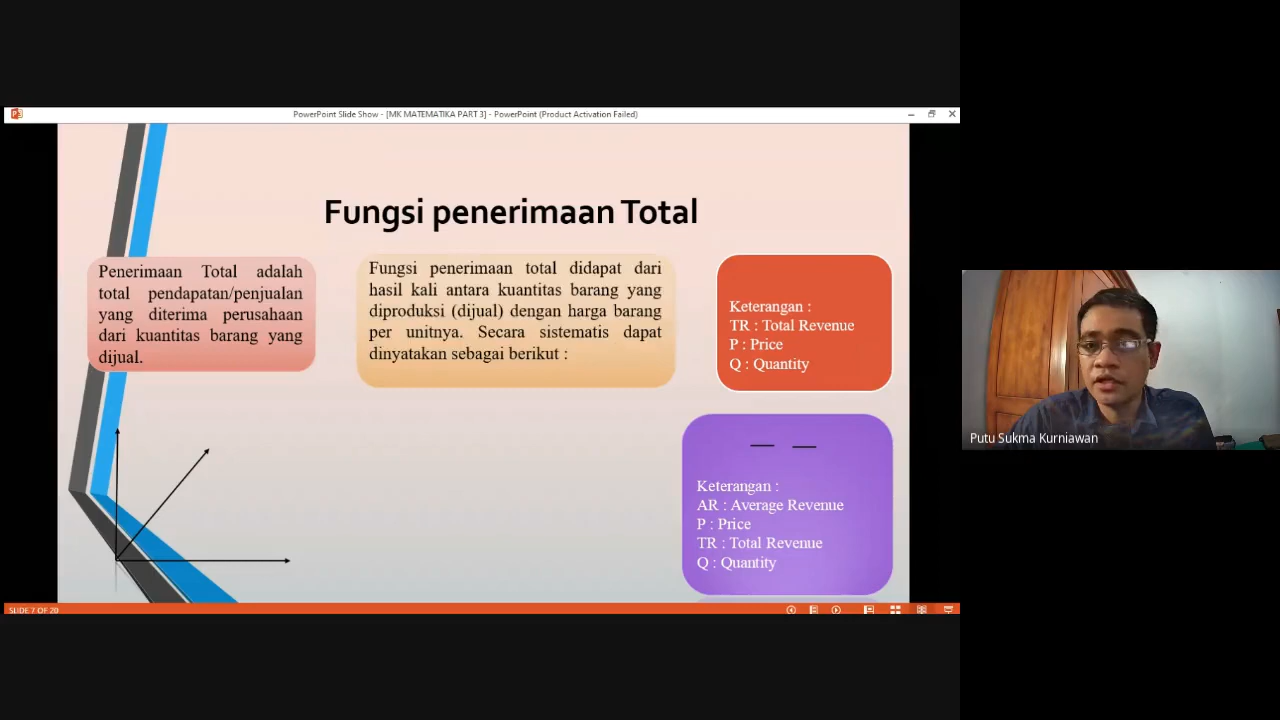 PowerPoint Slide Show - [MK MATEMATIKA PART 3] - PowerPoint (Product Activation Failed)
Fungsi penerimaan Total
Penerimaan Total adalah
total pendapatan/penjualan
yang diterima perusahaan
dari kuantitas barang yang
dijual.
Fungsi penerimaan total didapat dari
hasil kali antara kuantitas barang yang
diproduksi (dijual) dengan harga barang
per unitnya. Secara sistematis dapat
dinyatakan sebagai berikut :
Keterangan :
TR : Total Revenue
P : Price
Q : Quantity
Keterangan :
AR : Average Revenue
P : Price
TR : Total Revenue
Q : Quantity
SLIDE 7 OF 20
Putu Sukma Kurniawan